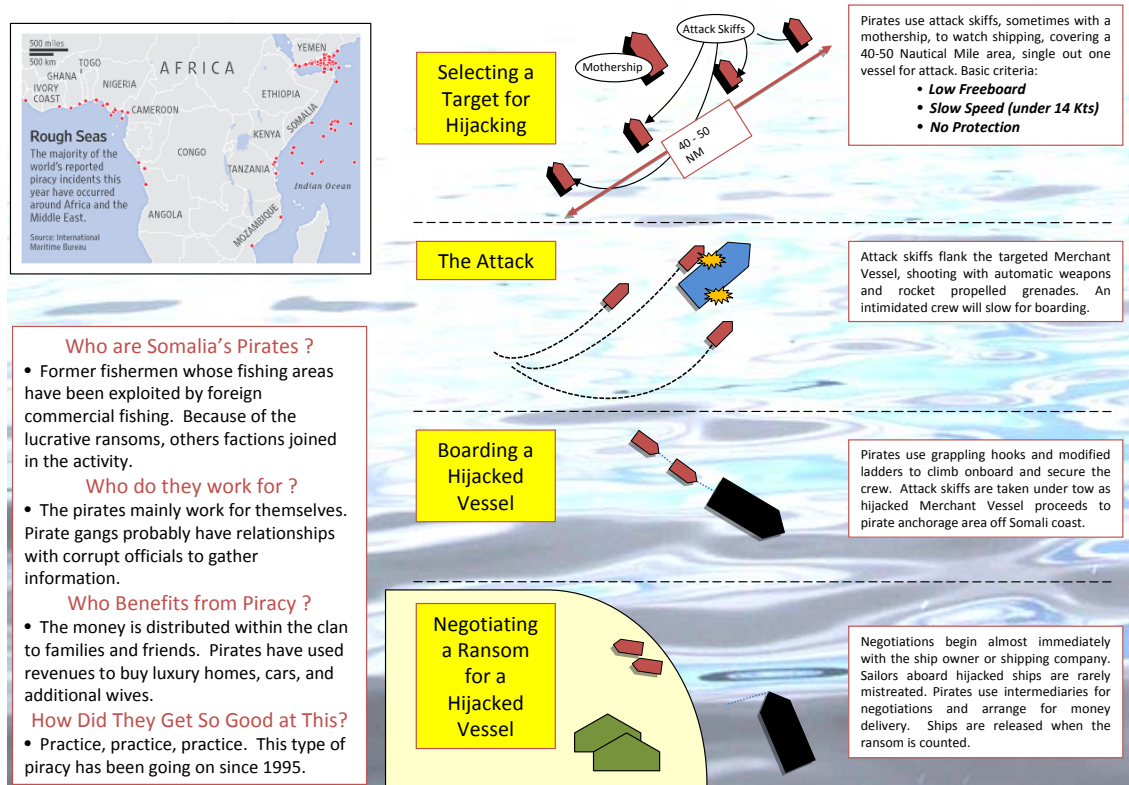 500 miles
500 km
YEMEN
AFRICA
TOGO
GHANA
NIGERIA
IVORY
COAST
CAMEROON
ETHIOPIA
SOMALIA
KENYA
CONGO
TANZANIA
Indian Ocean
ANGOLA
MOZAMBIQUE
Rough Seas
The majority of the
world's reported
piracy incidents this
year have occurred
around Africa and the
Middle East.
Source: International
Maritime Bureau
Who are Somalia's Pirates ?
• Former fishermen whose fishing areas
have been exploited by foreign
commercial fishing. Because of the
lucrative ransoms, others factions joined
in the activity.
Who do they work for ?
• The pirates mainly work for themselves.
Pirate gangs probably have relationships
with corrupt officials to gather
information.
Who Benefits from Piracy ?
• The money is distributed within the clan
to families and friends. Pirates have used
revenues to buy luxury homes, cars, and
additional wives.
How Did They Get So Good at This?
• Practice, practice, practice. This type of
piracy has been going on since 1995.
Selecting a
Target for
Hijacking
Mothership
Attack Skiffs
40 - 50
NM
Pirates use attack skiffs, sometimes with a
mothership, to watch shipping, covering a
40-50 Nautical Mile area, single out one
vessel for attack. Basic criteria:
• Low Freeboard
• Slow Speed (under 14 Kts)
• No Protection
The Attack
Attack skiffs flank the targeted Merchant
Vessel, shooting with automatic weapons
and rocket propelled grenades. An
intimidated crew will slow for boarding.
Boarding a
Hijacked
Vessel
Pirates use grappling hooks and modified
ladders to climb onboard and secure the
crew. Attack skiffs are taken under tow as
hijacked Merchant Vessel proceeds to
pirate anchorage area off Somali coast.
Negotiating
a Ransom
for a
Hijacked
Vessel
Negotiations begin almost immediately
with the ship owner or shipping company.
Sailors aboard hijacked ships are rarely
mistreated. Pirates use intermediaries for
negotiations and arrange for money
delivery. Ships are released when the
ransom is counted.